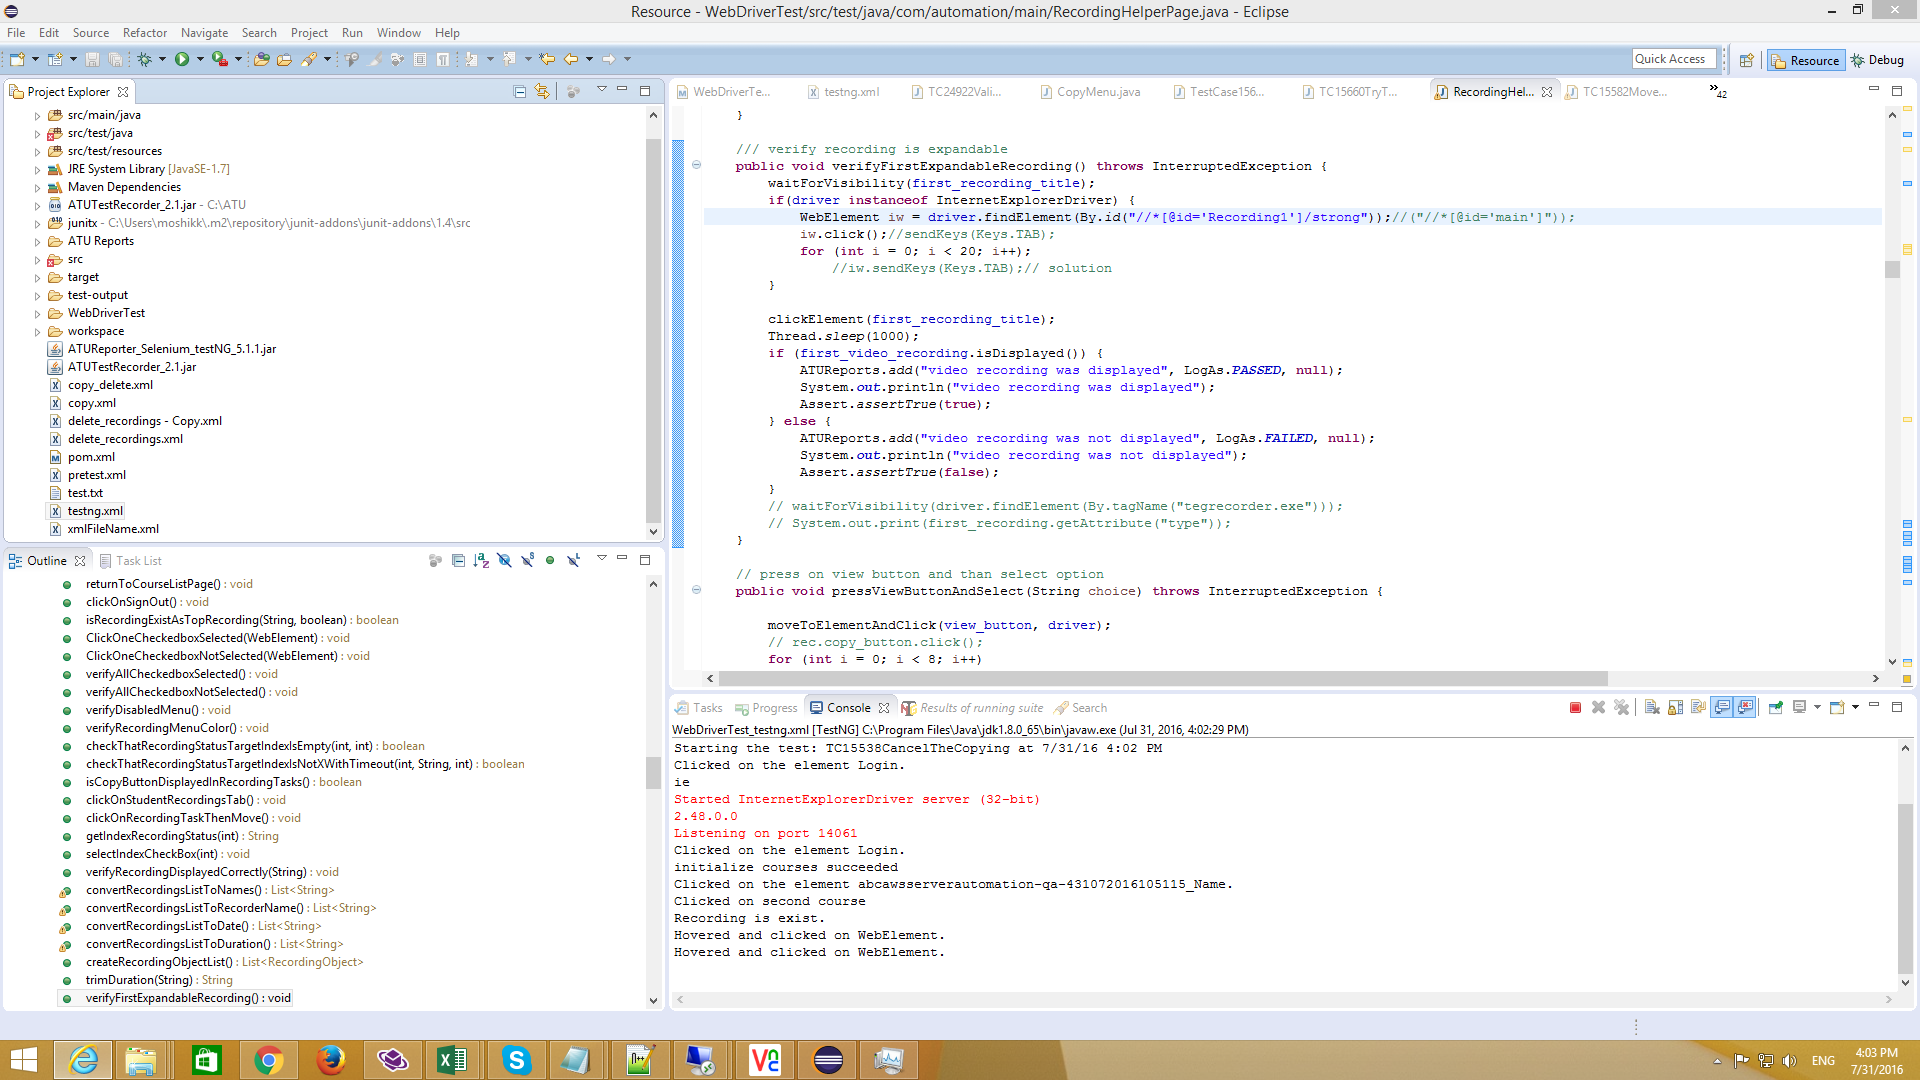 Resource - WebDriverTest/src/test/java/com/automation/main/RecordingHelperPage.java - Eclipse
File Edit Source Refactor Navigate Search Project Run Window Help
Quick Access
Resource
Debug
Project Explorer
src/main/java
src/test/java
src/test/resources
JRE System Library [JavaSE-1.7]
Maven Dependencies
ATUTestRecorder_2.1.jar - C:\ATU
junitx - C:\Users\moshikk\.m2\repository\junit-addons\junit-addons\1.4\src
ATU Reports
src
target
test-output
WebDriverTest
workspace
ATUReporter_Selenium_testNG_5.1.1.jar
ATUTestRecorder_2.1.jar
copy_delete.xml
copy.xml
delete_recordings - Copy.xml
delete_recordings.xml
pom.xml
pretest.xml
test.txt
testng.xml
xmlFileName.xml
Outline
Task List
returnToCourseListPage() : void
clickOnSignOut() : void
isRecordingExistAsTopRecording(String, boolean) : boolean
ClickOneCheckedboxSelected(WebElement) : void
ClickOneCheckedboxNotSelected(WebElement) : void
verifyAllCheckedboxSelected() : void
verifyAllCheckedboxNotSelected() : void
verifyDisabledMenu() : void
verifyRecordingMenuColor() : void
checkThatRecordingStatusTargetIndexIsEmpty(int, int) : boolean
checkThatRecordingStatusTargetIndexIsNotXWithTimeout(int, String, int) : boolean
isCopyButtonDisplayedInRecordingTasks() : boolean
clickOnStudentRecordingsTab() : void
clickOnRecordingTaskThenMove() : void
getIndexRecordingStatus(int) : String
selectIndexCheckBox(int) : void
verifyRecordingDisplayedCorrectly(String) : void
convertRecordingsListToNames() : List<String>
convertRecordingsListToRecorderName() : List<String>
convertRecordingsListToDate() : List<String>
convertRecordingsListToDuration() : List<String>
createRecordingObjectList() : List<RecordingObject>
trimDuration(String) : String
verifyFirstExpandableRecording() : void
WebDriverTe... testng.xml TC24922Vali... CopyMenu.java TestCase156... TC15660TryT... RecordingHel... TC15582Move... »42
}
/// verify recording is expandable
public void verifyFirstExpandableRecording() throws InterruptedException {
waitForVisibility(first_recording_title);
if(driver instanceof InternetExplorerDriver) {
WebElement iw = driver.findElement(By.id("//*[@id='Recording1']/strong"));//("//*[@id='main']"));
iw.click();//sendKeys(Keys.TAB);
for (int i = 0; i < 20; i++);
//iw.sendKeys(Keys.TAB);// solution
}
clickElement(first_recording_title);
Thread.sleep(1000);
if (first_video_recording.isDisplayed()) {
ATUReports.add("video recording was displayed", LogAs.PASSED, null);
System.out.println("video recording was displayed");
Assert.assertTrue(true);
} else {
ATUReports.add("video recording was not displayed", LogAs.FAILED, null);
System.out.println("video recording was not displayed");
Assert.assertTrue(false);
}
// waitForVisibility(driver.findElement(By.tagName("tegrecorder.exe")));
// System.out.print(first_recording.getAttribute("type"));
}
// press on view button and than select option
public void pressViewButtonAndSelect(String choice) throws InterruptedException {
moveToElementAndClick(view_button, driver);
// rec.copy_button.click();
for (int i = 0; i < 8; i++)
Tasks Progress Console Results of running suite Search
WebDriverTest_testng.xml [TestNG] C:\Program Files\Java\jdk1.8.0_65\bin\javaw.exe (Jul 31, 2016, 4:02:29 PM)
Starting the test: TC15538CancelTheCopying at 7/31/16 4:02 PM
Clicked on the element Login.
ie
Started InternetExplorerDriver server (32-bit)
2.48.0.0
Listening on port 14061
Clicked on the element Login.
initialize courses succeeded
Clicked on the element abcawsserverautomation-qa-431072016105115_Name.
Clicked on second course
Recording is exist.
Hovered and clicked on WebElement.
Hovered and clicked on WebElement.
ENG
4:03 PM
7/31/2016